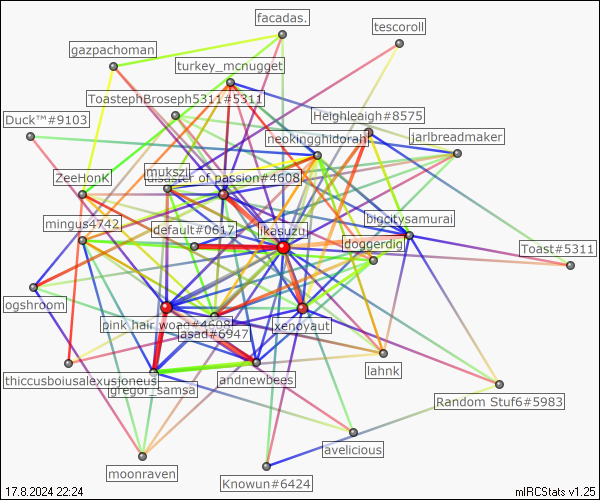 facadas.
tescoroll
gazpachoman
turkey_mcnugget
ToastephBroseph5311#5311
Heighleigh#8575
Duck™#9103
neokingghidorah
jarlbreadmaker
mukszi
ZeeHonK
disaster of passion#4608
mingus4742
bigcitysamurai
default#0617
ikasuzu
doggerdig
Toast#5311
ogshroom
pink hair woag#4608
xenoyaut
asad#6947
lahnk
thiccusboiusalexusjoneus
andnewbees
gregor_samsa
Random Stuf6#5983
avelicious
moonraven
Knowun#6424
17.8.2024 22:24
mIRCStats v1.25